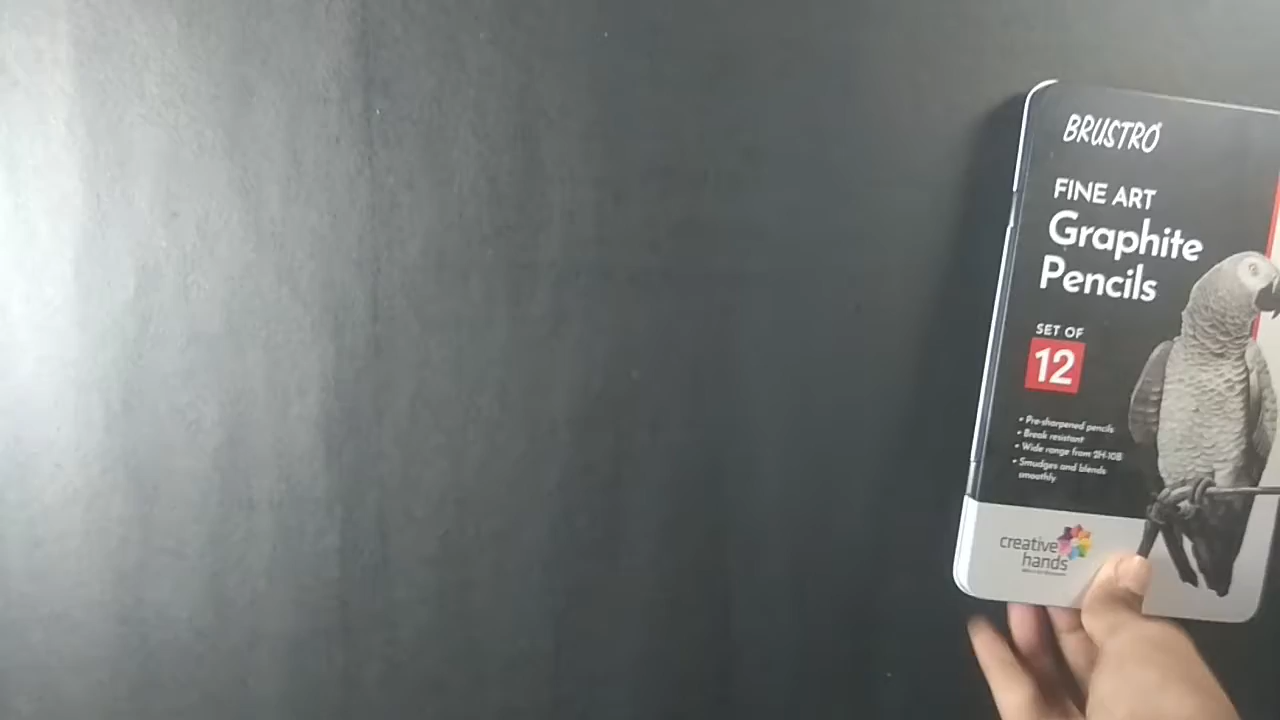 BRUSTRO
FINE ART
Graphite
Pencils
SET OF
12
• Pre-sharpened pencils
• Break resistant
• Wide range from 2H-10B
• Smudges and blends
smoothly
creative
hands